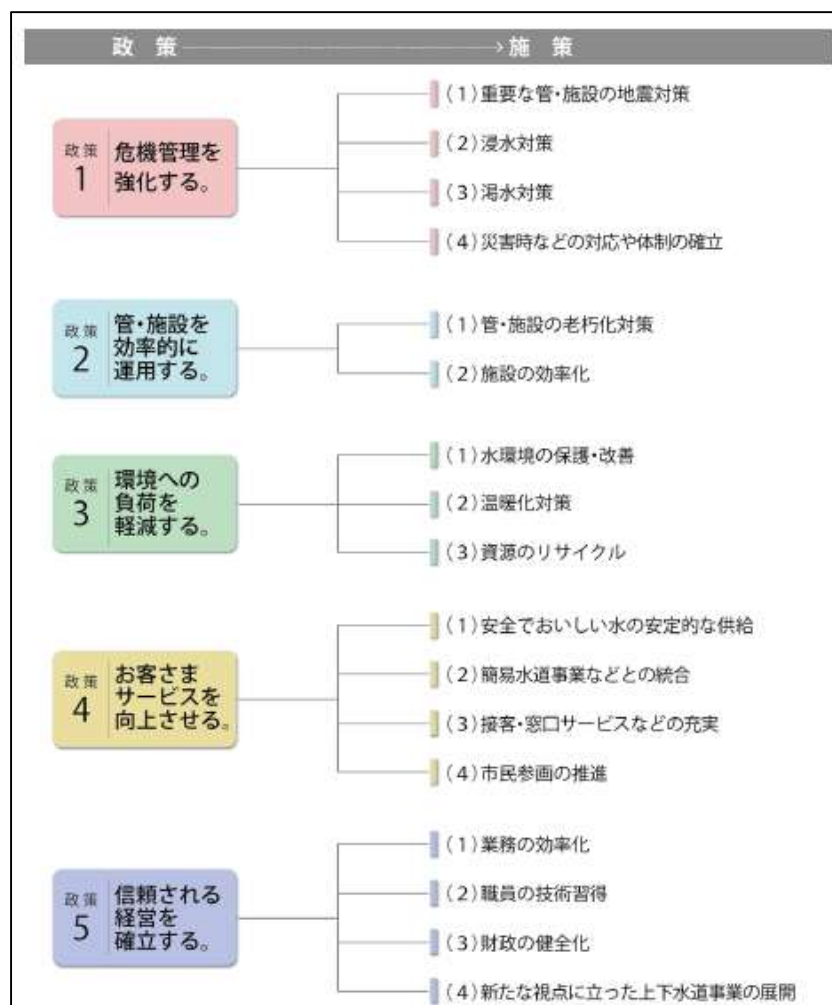 政 策 施 策
政策
1
危機管理を
強化する。
(1)重要な管・施設の地震対策
(2)浸水対策
(3)渇水対策
(4)災害時などの対応や体制の確立
政策
2
管・施設を
効率的に
運用する。
(1)管・施設の老朽化対策
(2)施設の効率化
政策
3
環境への
負荷を
軽減する。
(1)水環境の保護・改善
(2)温暖化対策
(3)資源のリサイクル
政策
4
お客さま
サービスを
向上させる。
(1)安全でおいしい水の安定的な供給
(2)簡易水道事業などとの統合
(3)接客・窓口サービスなどの充実
(4)市民参画の推進
政策
5
信頼される
経営を
確立する。
(1)業務の効率化
(2)職員の技術習得
(3)財政の健全化
(4)新たな視点に立った上下水道事業の展開